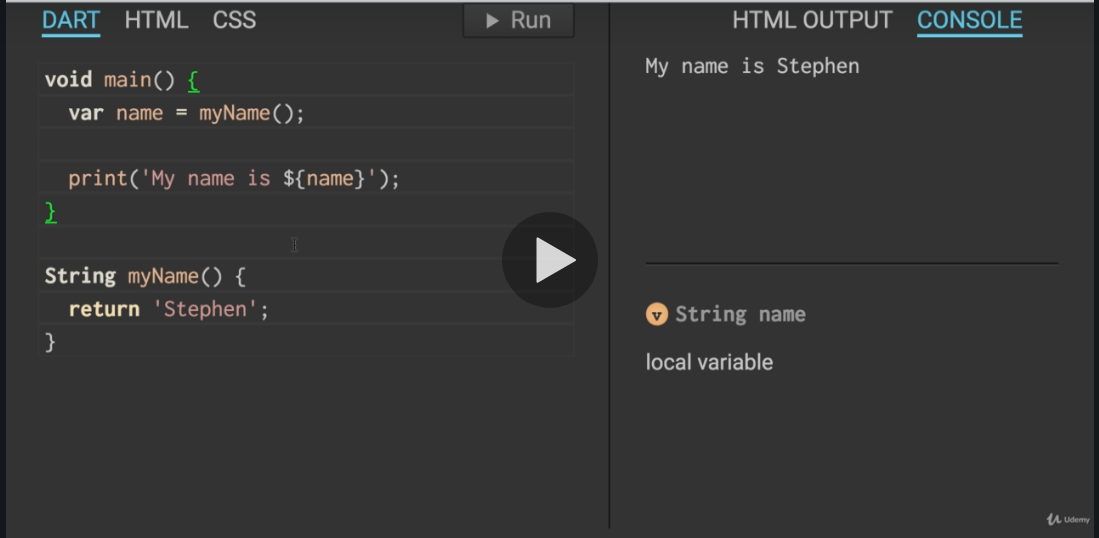 DART HTML CSS
Run
void main() {
var name = myName();
print('My name is ${name}');
}
String myName() {
return 'Stephen';
}
HTML OUTPUT CONSOLE
My name is Stephen
v String name
local variable
Udemy